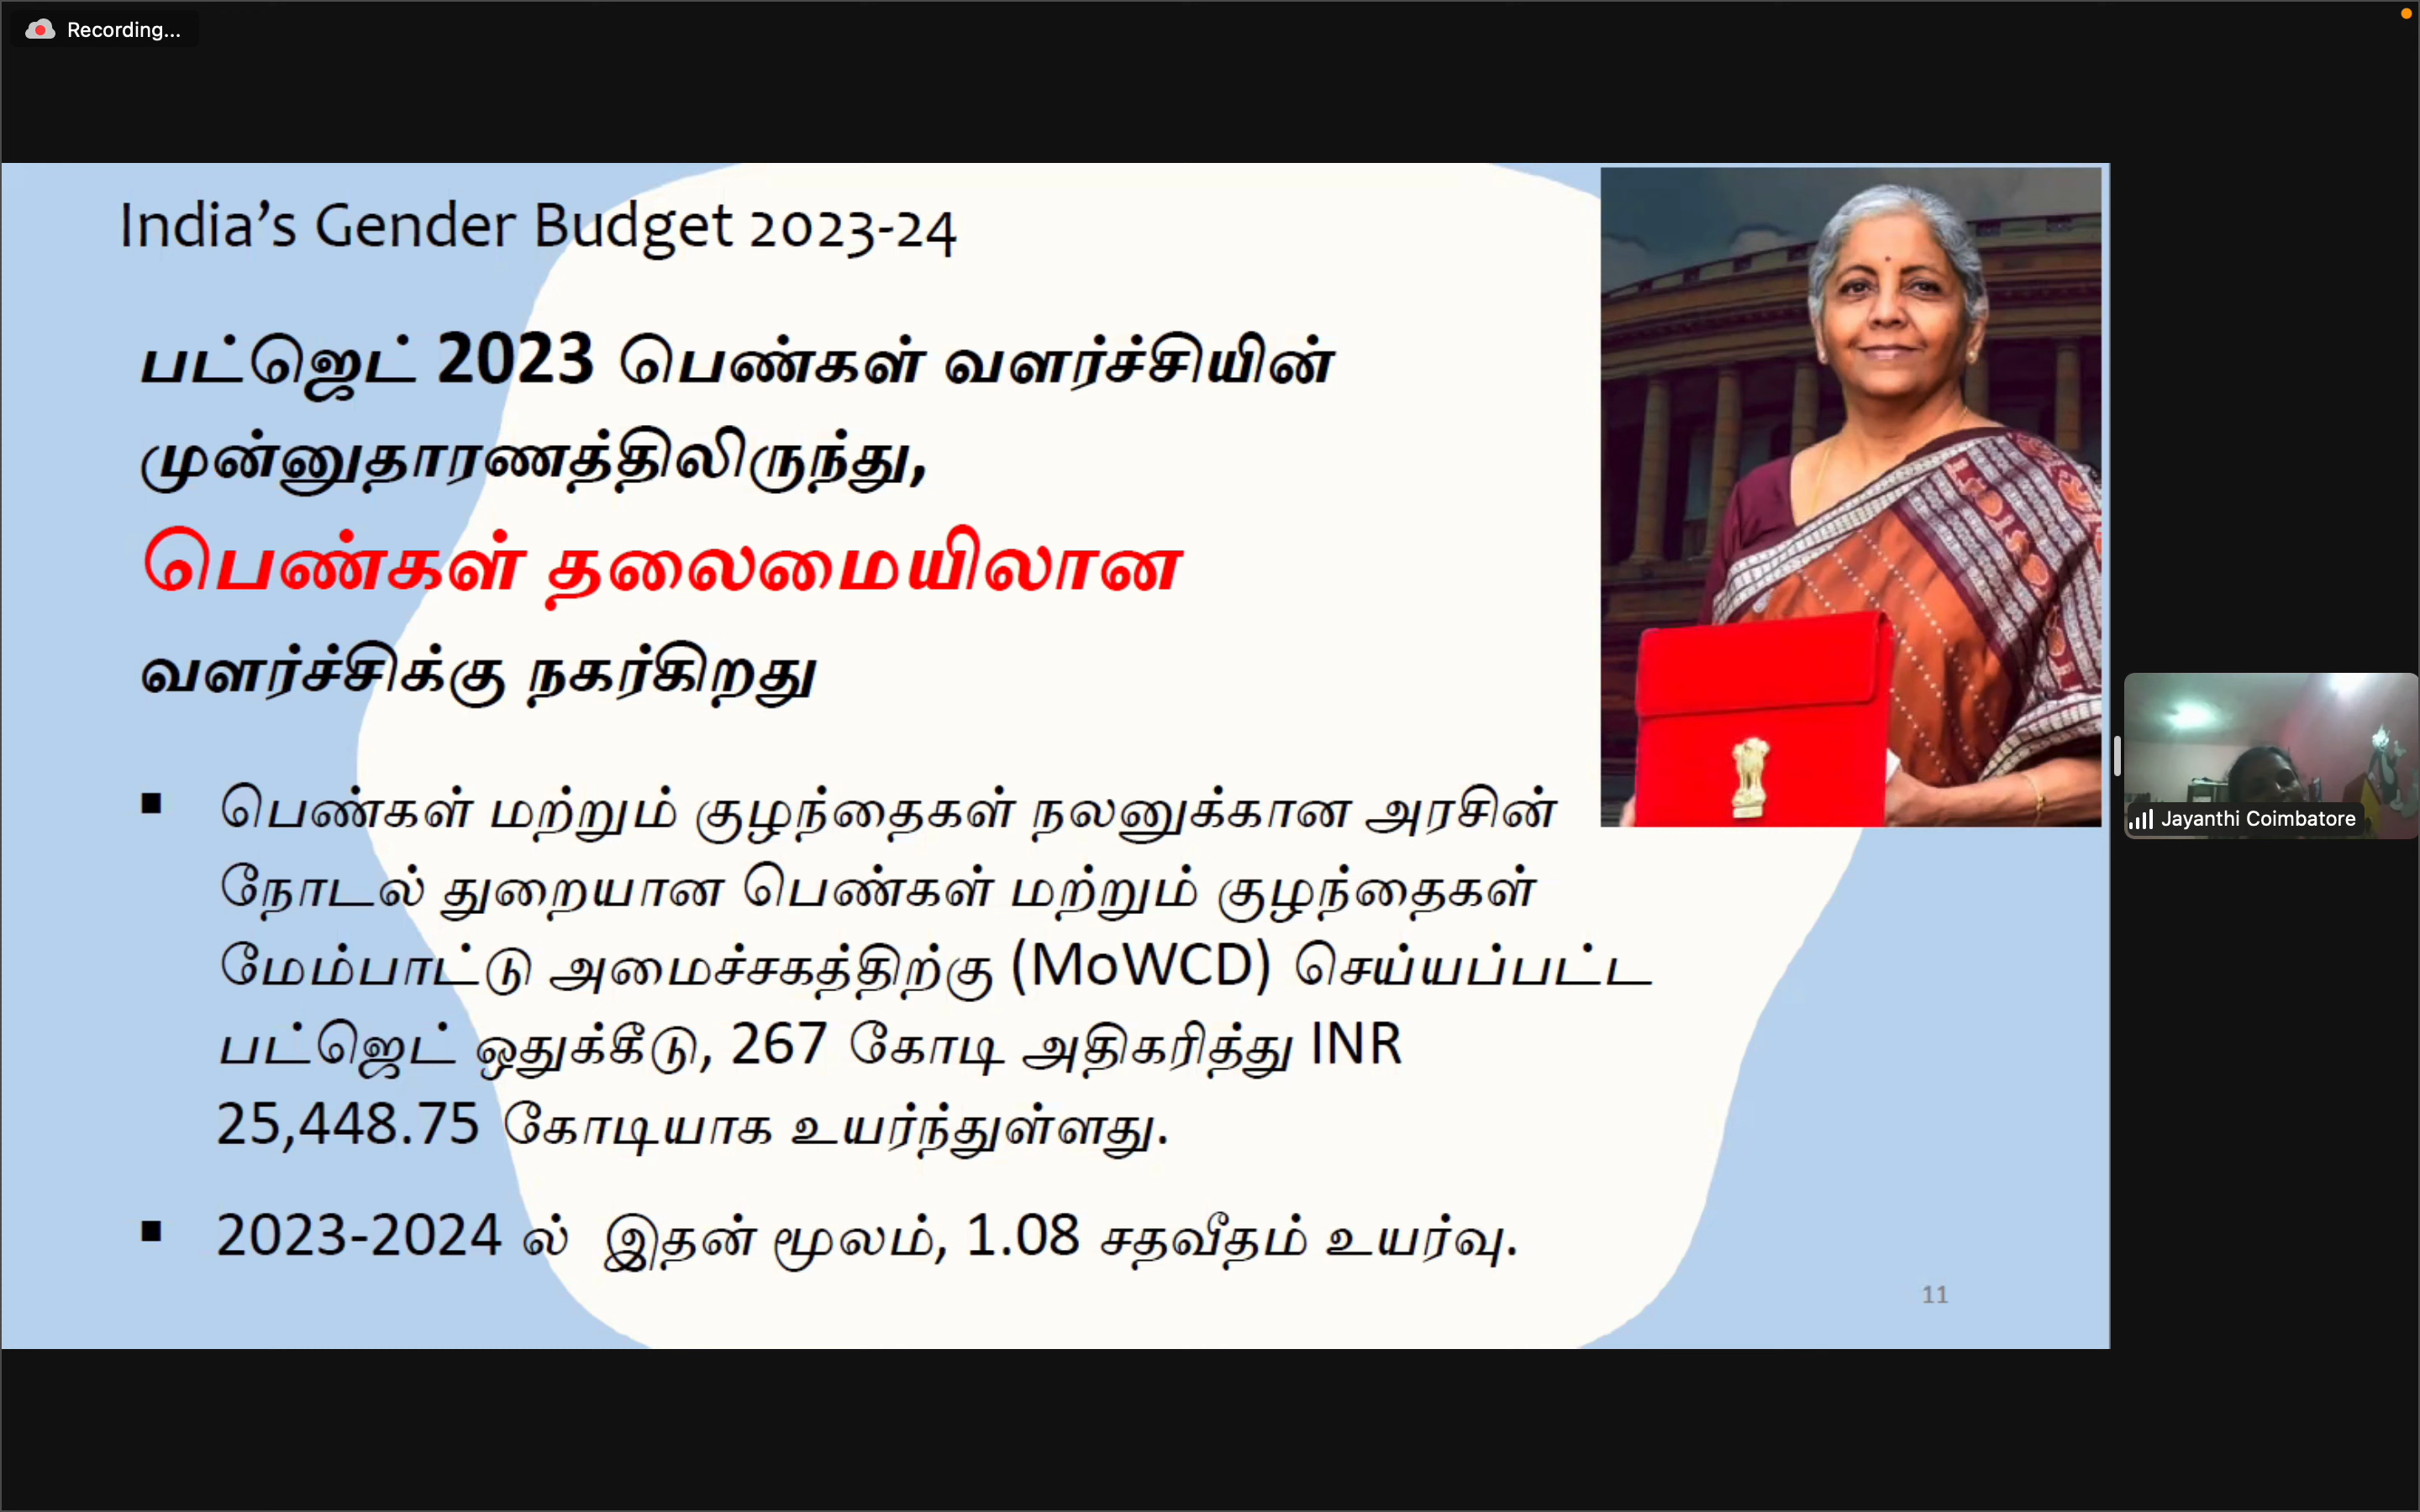 Recording...
India's Gender Budget 2023-24
பட்ஜெட் 2023 பெண்கள் வளர்ச்சியின்
முன்னுதாரணத்திலிருந்து,
பெண்கள் தலைமையிலான
வளர்ச்சிக்கு நகர்கிறது
▪ பெண்கள் மற்றும் குழந்தைகள் நலனுக்கான அரசின்
நோடல் துறையான பெண்கள் மற்றும் குழந்தைகள்
மேம்பாட்டு அமைச்சகத்திற்கு (MoWCD) செய்யப்பட்ட
பட்ஜெட் ஒதுக்கீடு, 267 கோடி அதிகரித்து INR
25,448.75 கோடியாக உயர்ந்துள்ளது.
▪ 2023-2024 ல் இதன் மூலம், 1.08 சதவீதம் உயர்வு.
11
Jayanthi Coimbatore